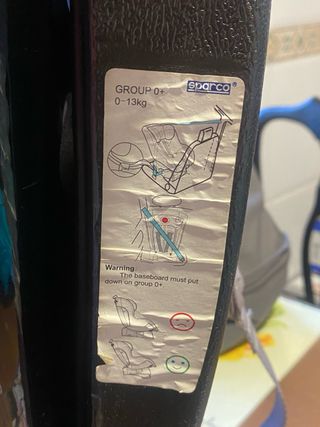 GROUP 0+
sparco
0-13kg
Warning:
The baseboard must put
down on group 0+.